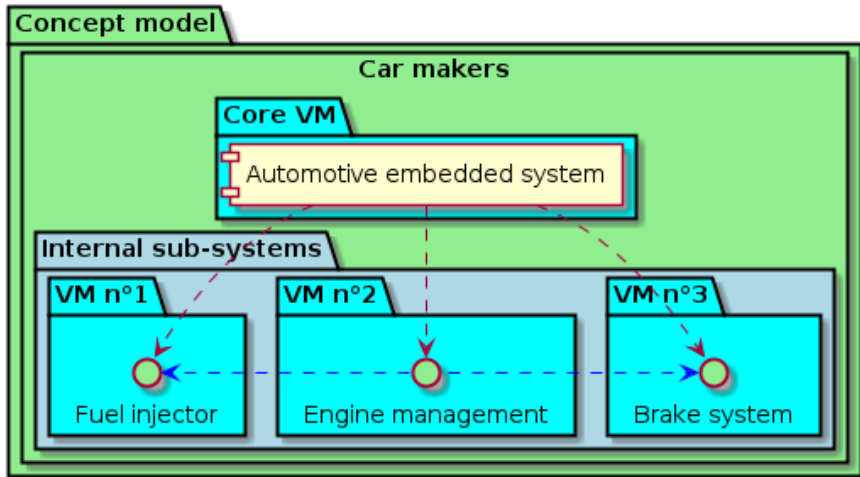 Concept model
Car makers
Core VM
Automotive embedded system
Internal sub-systems
VM n°1
VM n°2
VM n°3
Fuel injector
Engine management
Brake system